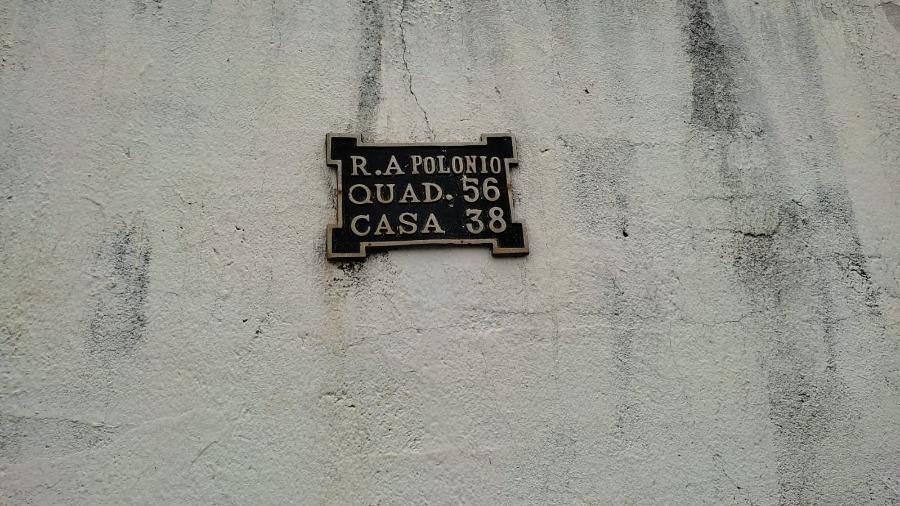 R. A POLONIO
QUAD. 56
CASA 38